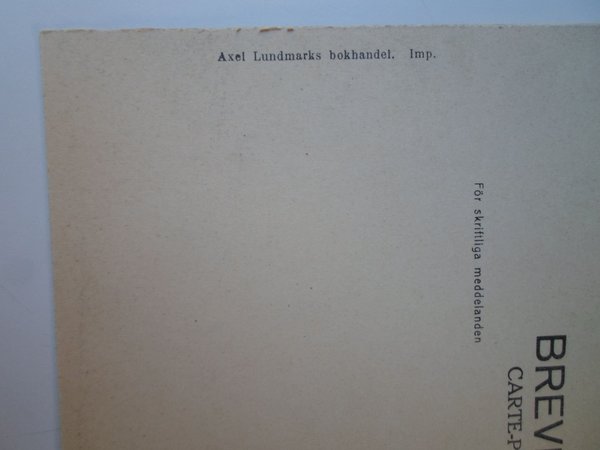 Axel Lundmarks bokhandel. Imp.
För skriftliga meddelanden